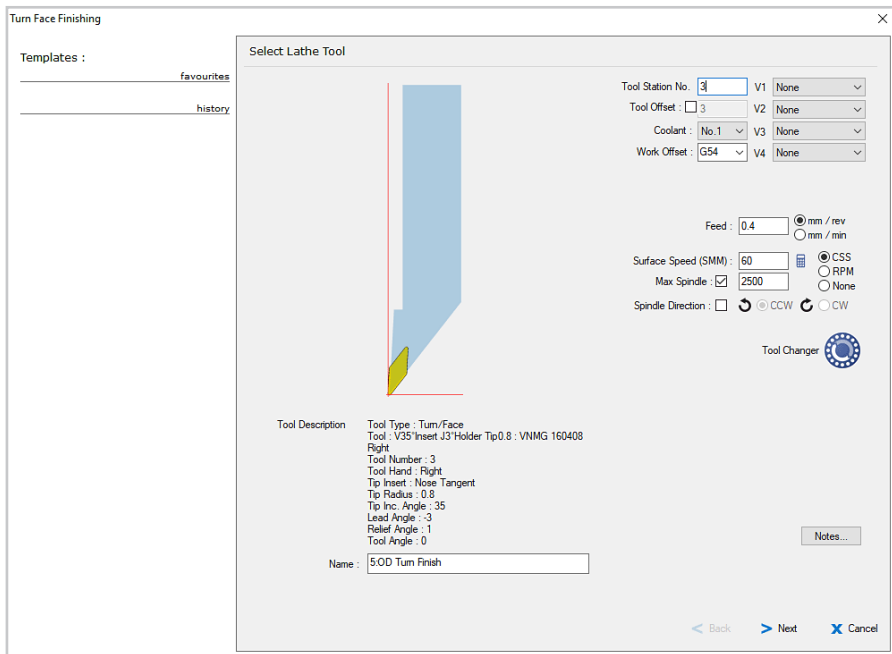 Turn Face Finishing
Templates :
favourites
history
Select Lathe Tool
Tool Station No. 3 V1 None
Tool Offset : 3 V2 None
Coolant : No.1 V3 None
Work Offset : G54 V4 None
Feed : 0.4 mm / rev
mm / min
Surface Speed (SMM) : 60 CSS
RPM
Max Spindle : 2500 None
Spindle Direction : CCW CW
Tool Changer
Tool Description Tool Type : Turn/Face
Tool : V35°Insert J3°Holder Tip0.8 : VNMG 160408
Right
Tool Number : 3
Tool Hand : Right
Tip Insert : Nose Tangent
Tip Radius : 0.8
Tip Inc. Angle : 35
Lead Angle : -3
Relief Angle : 1
Tool Angle : 0
Notes...
Name : 5:OD Turn Finish
< Back > Next X Cancel